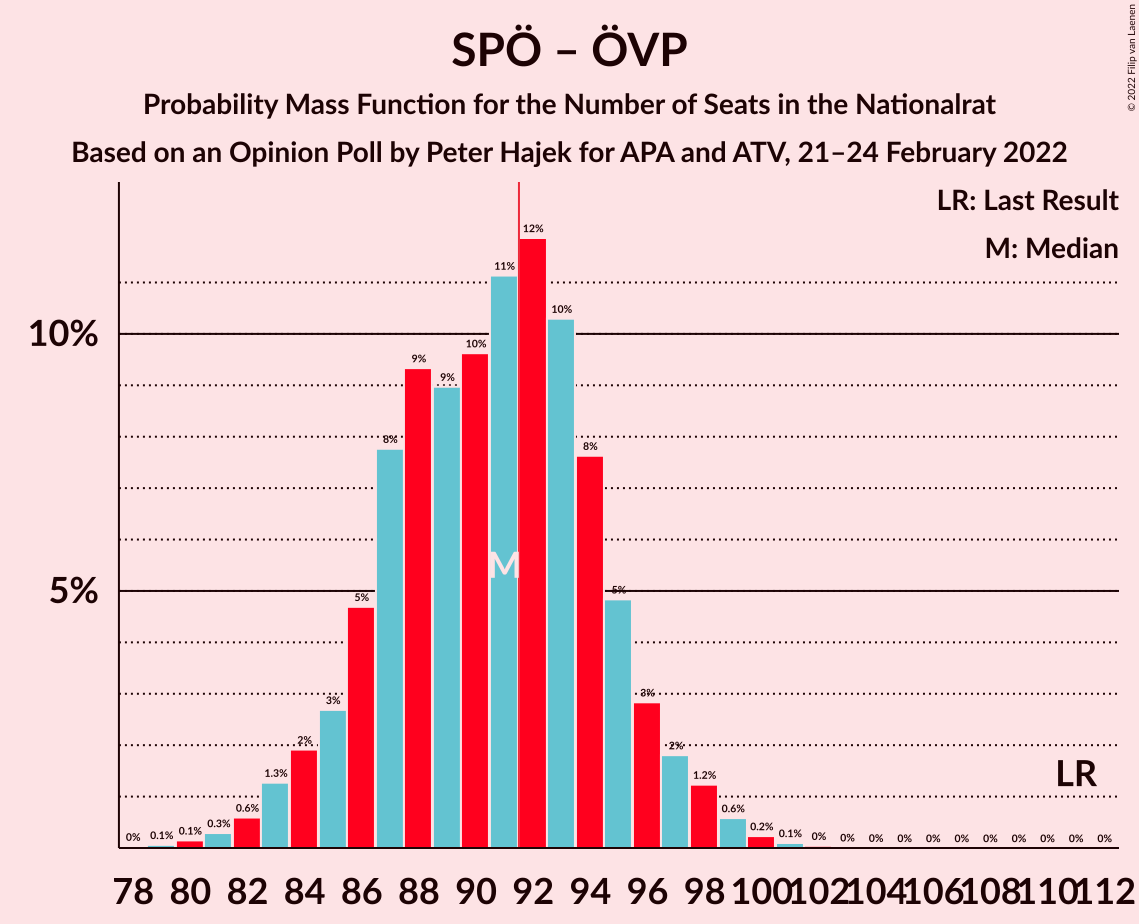 SPÖ – ÖVP
Probability Mass Function for the Number of Seats in the Nationalrat
Based on an Opinion Poll by Peter Hajek for APA and ATV, 21–24 February 2022
© 2022 Filip van Laenen
LR: Last Result
M: Median
10%
5%
0% 0.1% 0.1% 0.3% 0.6% 1.3% 2% 3% 5% 8% 9% 9% 10% 11% 12% 10% 8% 5% 3% 2% 1.2% 0.6% 0.2% 0.1% 0% 0% 0% 0% 0% 0% 0% 0% 0% 0% 0%
M
LR
78 80 82 84 86 88 90 92 94 96 98 100 102 104 106 108 110 112